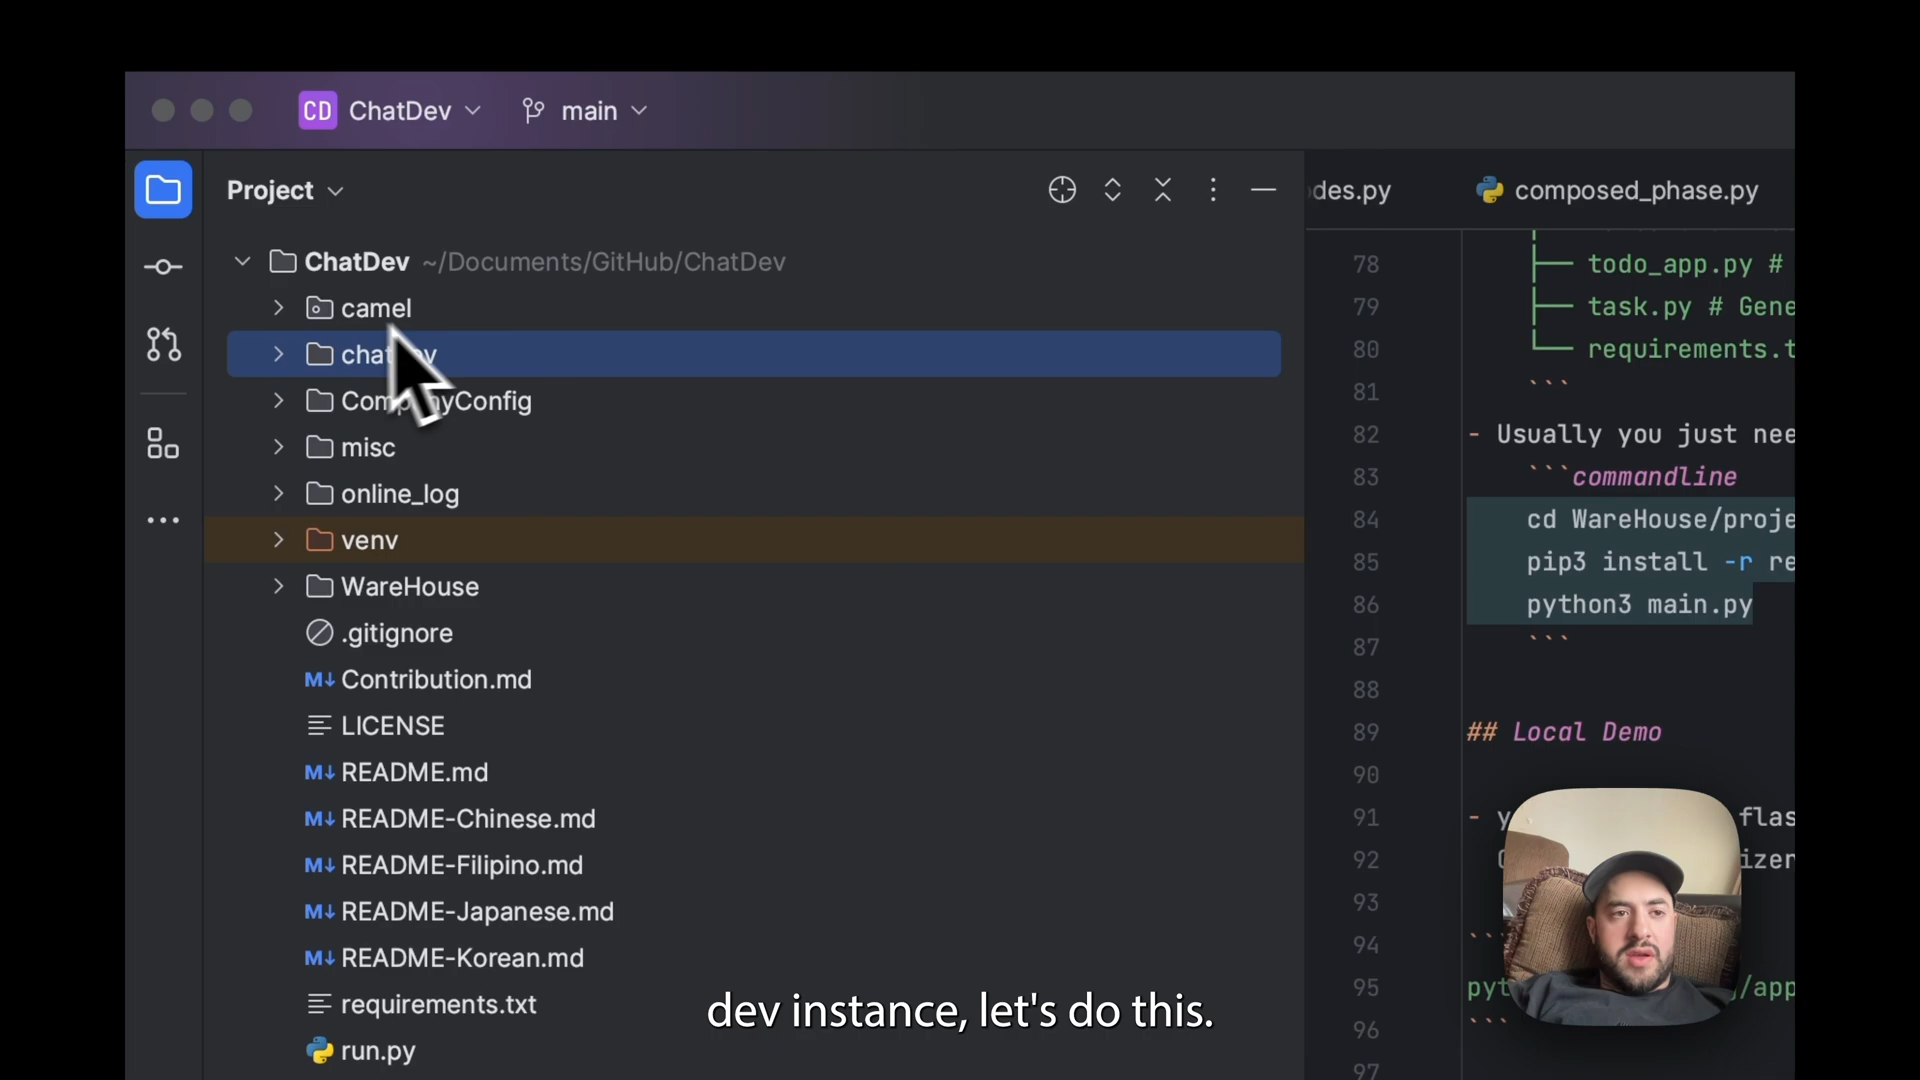 CD ChatDev main
Project
ChatDev ~/Documents/GitHub/ChatDev
camel
CompanyConfig
misc
online_log
venv
WareHouse
.gitignore
M↓ Contribution.md
LICENSE
M↓ README.md
M↓ README-Chinese.md
M↓ README-Filipino.md
M↓ README-Japanese.md
M↓ README-Korean.md
requirements.txt
run.py
des.py composed_phase.py
78 ├── todo_app.py #
79 ├── task.py # Gene
80 └── requirements.t
81 ```
82 - Usually you just nee
83 ```commandline
84 cd WareHouse/proje
85 pip3 install -r re
86 python3 main.py
87 ```
88
89 ## Local Demo
90
91 - y flas
92 izen
93
94 ``
95 pyt /app
96 ```
97
dev instance, let's do this.